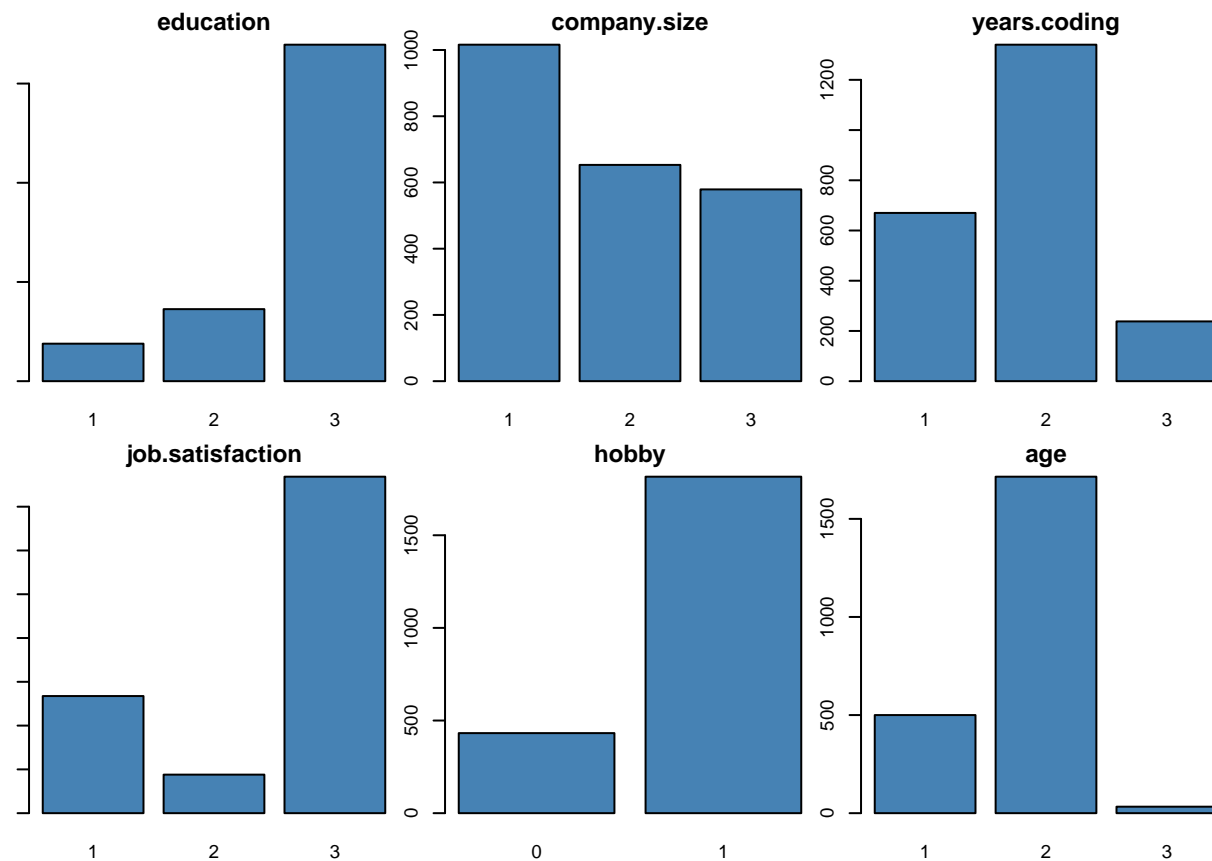 education
1 2 3
company.size
0 200 400 600 800 1000
1 2 3
years.coding
0 200 400 600 800 1200
1 2 3
job.satisfaction
1 2 3
hobby
0 500 1000 1500
0 1
age
0 500 1000 1500
1 2 3